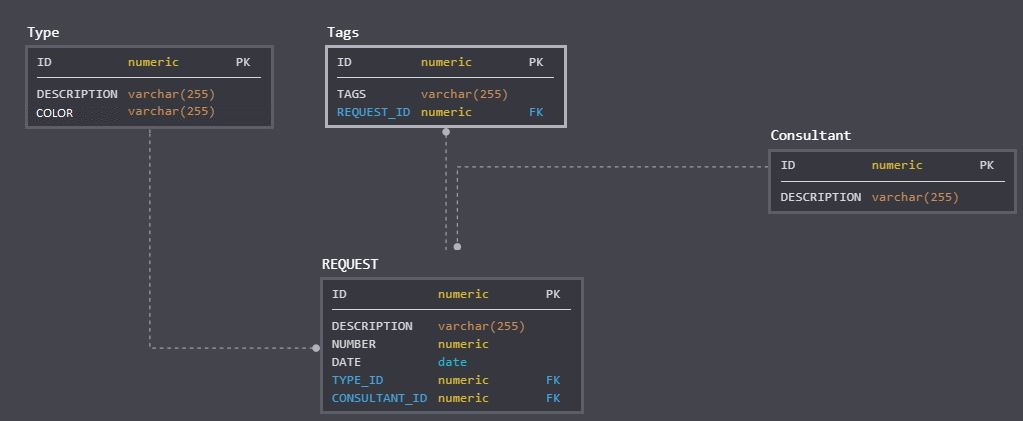 Type
ID numeric PK
DESCRIPTION varchar(255)
COLOR varchar(255)
Tags
ID numeric PK
TAGS varchar(255)
REQUEST_ID numeric FK
Consultant
ID numeric PK
DESCRIPTION varchar(255)
REQUEST
ID numeric PK
DESCRIPTION varchar(255)
NUMBER numeric
DATE date
TYPE_ID numeric FK
CONSULTANT_ID numeric FK